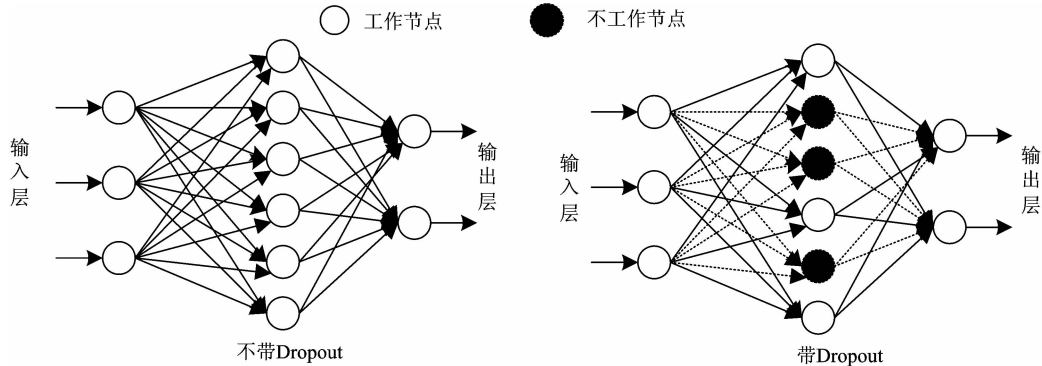 工作节点
不工作节点
输入层
输出层
输入层
输出层
不带Dropout
带Dropout